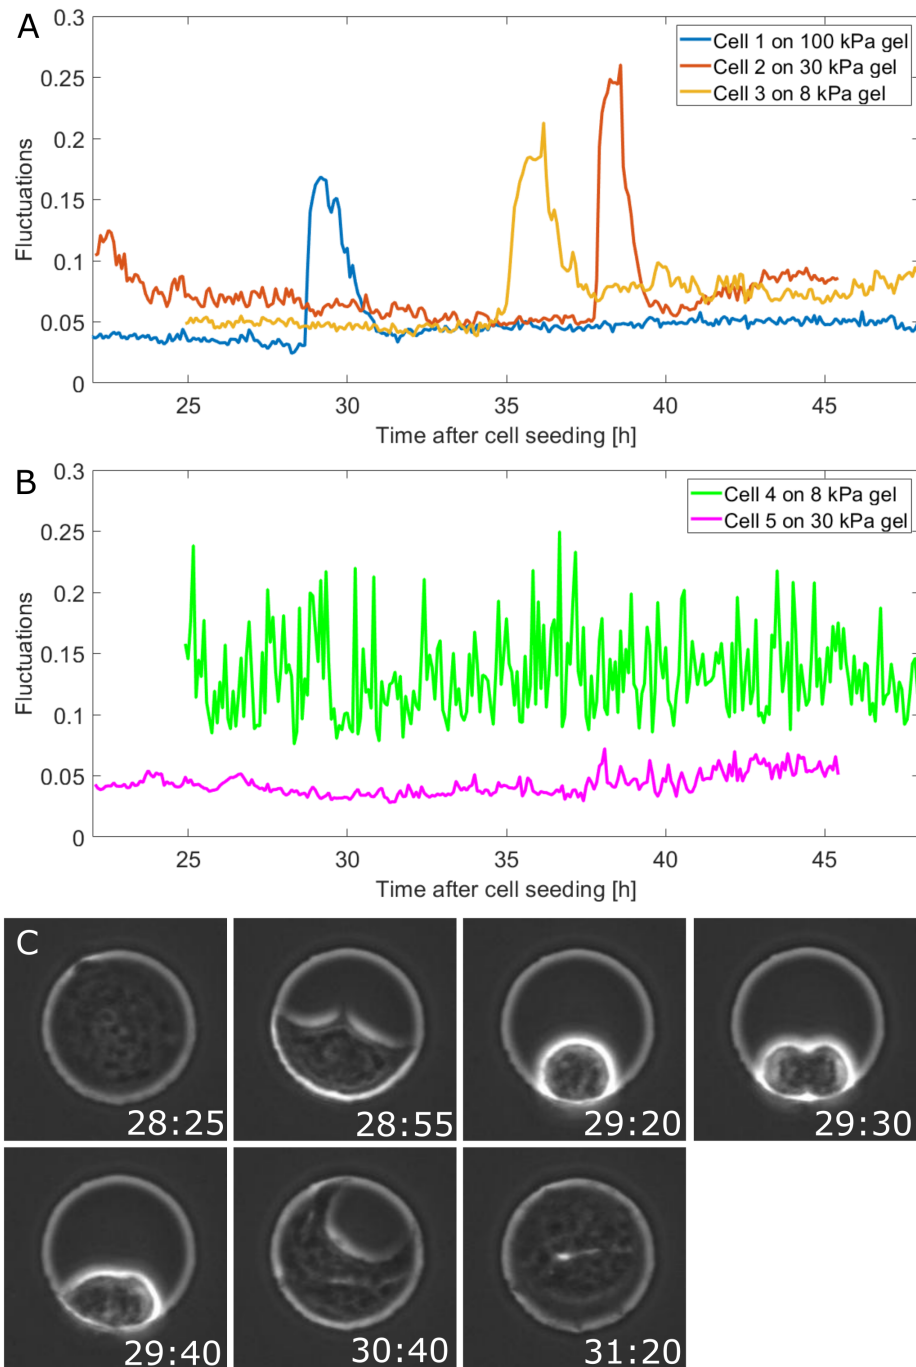 A
0.3
0.25
0.2
0.15
0.1
0.05
0
Fluctuations
Cell 1 on 100 kPa gel
Cell 2 on 30 kPa gel
Cell 3 on 8 kPa gel
25 30 35 40 45
Time after cell seeding [h]
B
0.3
0.25
0.2
0.15
0.1
0.05
0
Fluctuations
Cell 4 on 8 kPa gel
Cell 5 on 30 kPa gel
25 30 35 40 45
Time after cell seeding [h]
C
28:25
28:55
29:20
29:30
29:40
30:40
31:20